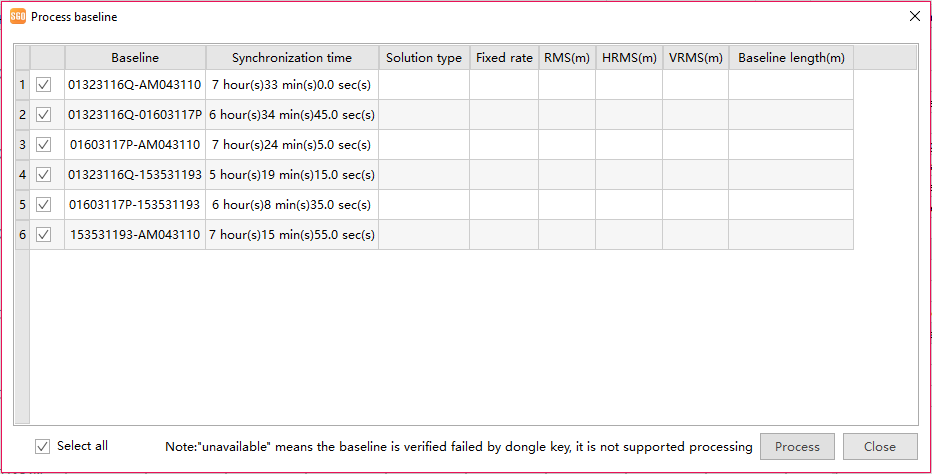 SGO Process baseline
Baseline Synchronization time Solution type Fixed rate RMS(m) HRMS(m) VRMS(m) Baseline length(m)
1 01323116Q-AM043110 7 hour(s)33 min(s)0.0 sec(s)
2 01323116Q-01603117P 6 hour(s)34 min(s)45.0 sec(s)
3 01603117P-AM043110 7 hour(s)24 min(s)5.0 sec(s)
4 01323116Q-153531193 5 hour(s)19 min(s)15.0 sec(s)
5 01603117P-153531193 6 hour(s)8 min(s)35.0 sec(s)
6 153531193-AM043110 7 hour(s)15 min(s)55.0 sec(s)
Select all Note:"unavailable" means the baseline is verified failed by dongle key, it is not supported processing Process Close